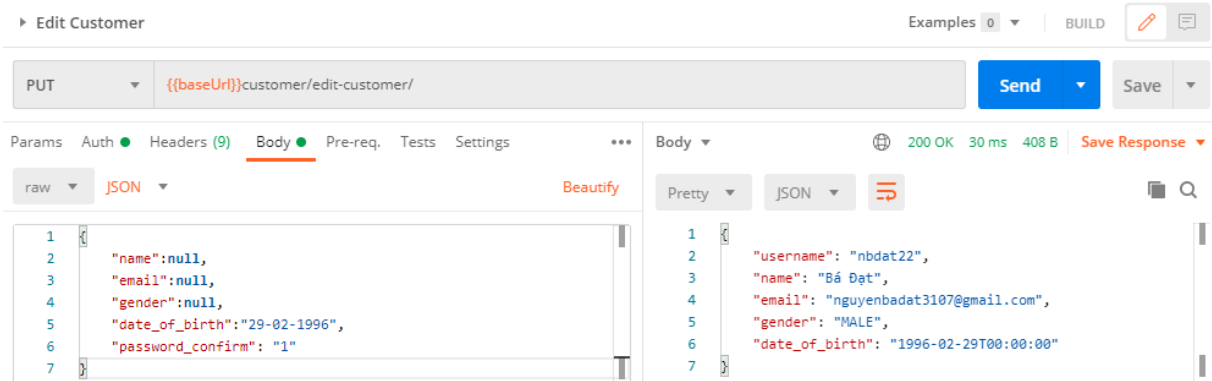 Edit Customer Examples 0 BUILD
PUT {{baseUrl}}customer/edit-customer/ Send Save
Params Auth Headers (9) Body Pre-req. Tests Settings ••• Body 200 OK 30 ms 408 B Save Response
raw JSON Beautify Pretty JSON
1 {
2 "name":null,
3 "email":null,
4 "gender":null,
5 "date_of_birth":"29-02-1996",
6 "password_confirm": "1"
7 }
1 {
2 "username": "nbdat22",
3 "name": "Bá Đạt",
4 "email": "nguyenbadat3107@gmail.com",
5 "gender": "MALE",
6 "date_of_birth": "1996-02-29T00:00:00"
7 }